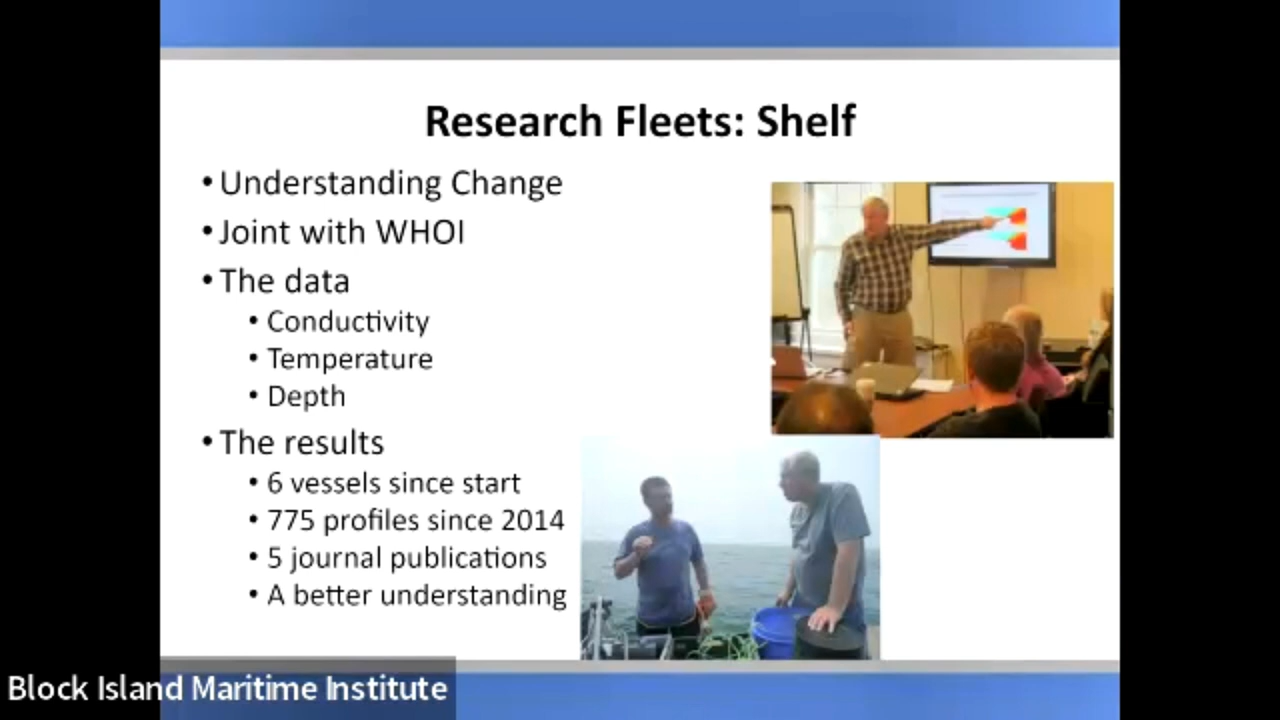 Research Fleets: Shelf
• Understanding Change
• Joint with WHOI
• The data
• Conductivity
• Temperature
• Depth
• The results
• 6 vessels since start
• 775 profiles since 2014
• 5 journal publications
• A better understanding
Block Island Maritime Institute